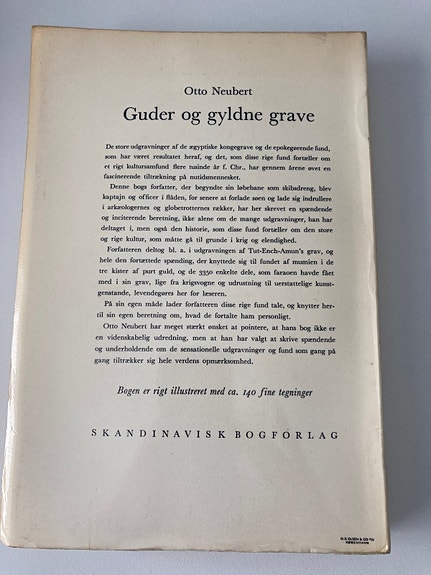 Otto Neubert
Guder og gyldne grave
De store udgravninger af de ægyptiske kongegrave og de epokegørende fund,
som har været resultatet heraf, og det, som disse rige fund fortæller om
et rigt kultursamfund flere tusinde år f. Chr., har gennem årene øvet en
fascinerende tiltrækning på nutidsmennesket.
Denne bogs forfatter, der begyndte sin løbebane som skibsdreng, blev
kaptajn og officer i flåden, for senere at forlade søen og lade sig indrullere
i arkæologernes og globetrotternes rækker, har her skrevet en spændende
og inciterende beretning, ikke alene om de mange udgravninger, han har
deltaget i, men også den historie, som disse fund fortæller om den store
og rige kultur, som måtte gå til grunde i krig og elendighed.
Forfatteren deltog bl. a. i udgravningen af Tut-Ench-Amun's grav, og
hele den fortættede spænding, der knyttede sig til fundet af mumien i de
tre kister af purt guld, og de 3350 enkelte dele, som faraoen havde fået
med i sin grav, lige fra krigsvogne og udrustning til uerstattelige kunst-
genstande, levendegøres her for læseren.
På sin egen måde lader forfatteren disse rige fund tale, og knytter her-
til sin egen beretning om, hvad de fortalte ham personligt.
Otto Neubert har meget stærkt ønsket at pointere, at hans bog ikke er
en videnskabelig udredning, men at han har valgt at skrive spændende
og underholdende om de sensationelle udgravninger og fund som gang på
gang tiltrækker sig hele verdens opmærksomhed.
Bogen er rigt illustreret med ca. 140 fine tegninger
SKANDINAVISK BOGFORLAG
KØBENHAVN